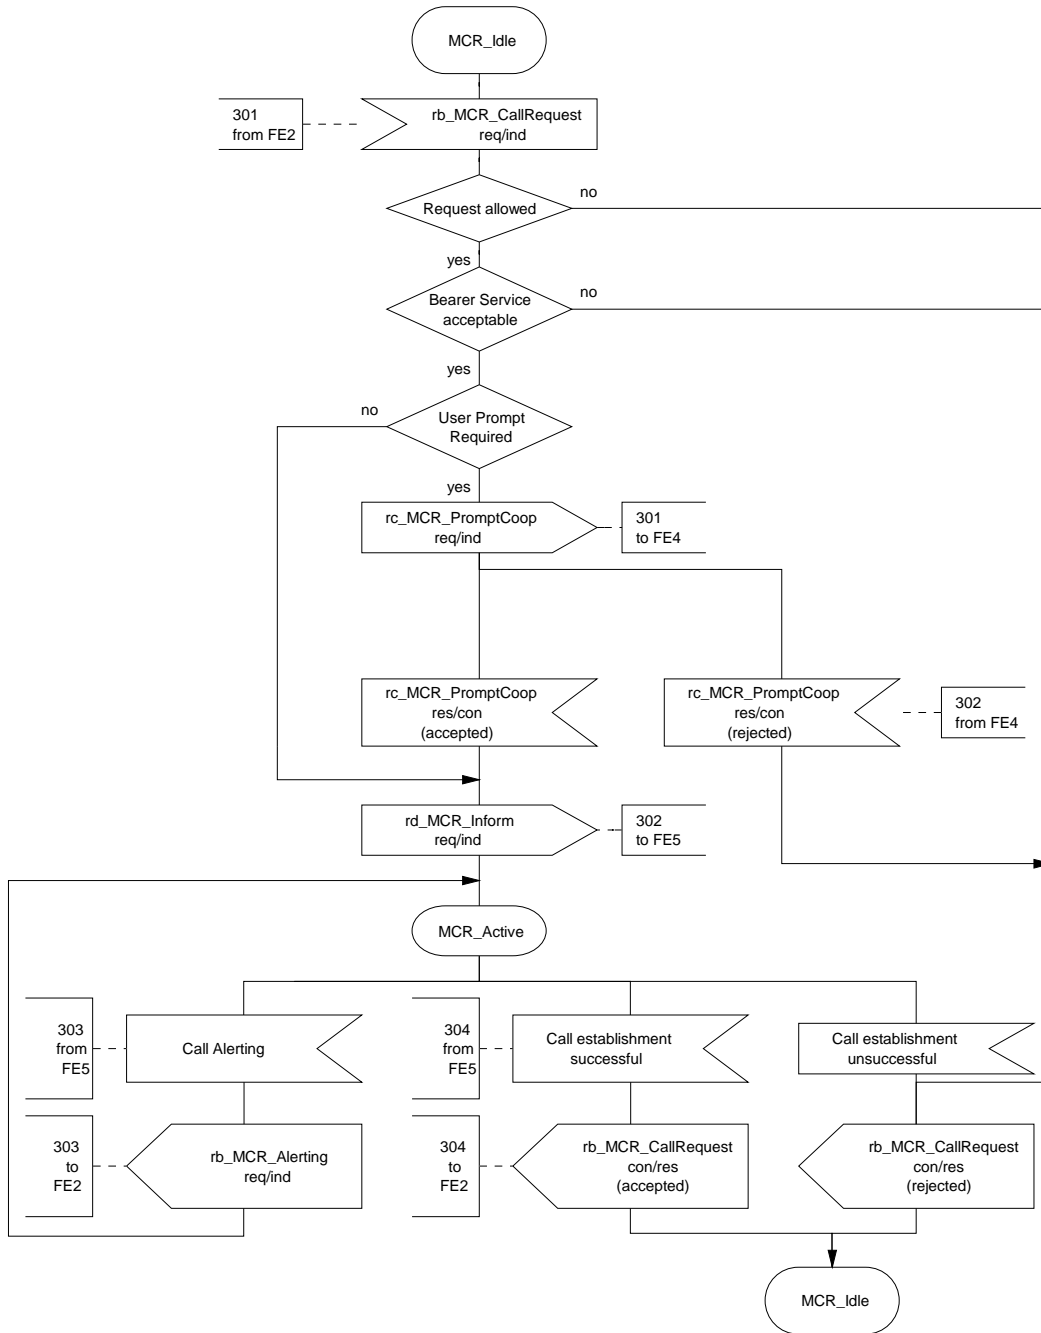 MCR_Idle
301
from FE2
rb_MCR_CallRequest
req/ind
Request allowed
no
yes
Bearer Service
acceptable
no
yes
User Prompt
Required
no
yes
rc_MCR_PromptCoop
req/ind
301
to FE4
rc_MCR_PromptCoop
res/con
(accepted)
rc_MCR_PromptCoop
res/con
(rejected)
302
from FE4
rd_MCR_Inform
req/ind
302
to FE5
MCR_Active
303
from
FE5
Call Alerting
304
from
FE5
Call establishment
successful
Call establishment
unsuccessful
303
to
FE2
rb_MCR_Alerting
req/ind
304
to
FE2
rb_MCR_CallRequest
con/res
(accepted)
rb_MCR_CallRequest
con/res
(rejected)
MCR_Idle